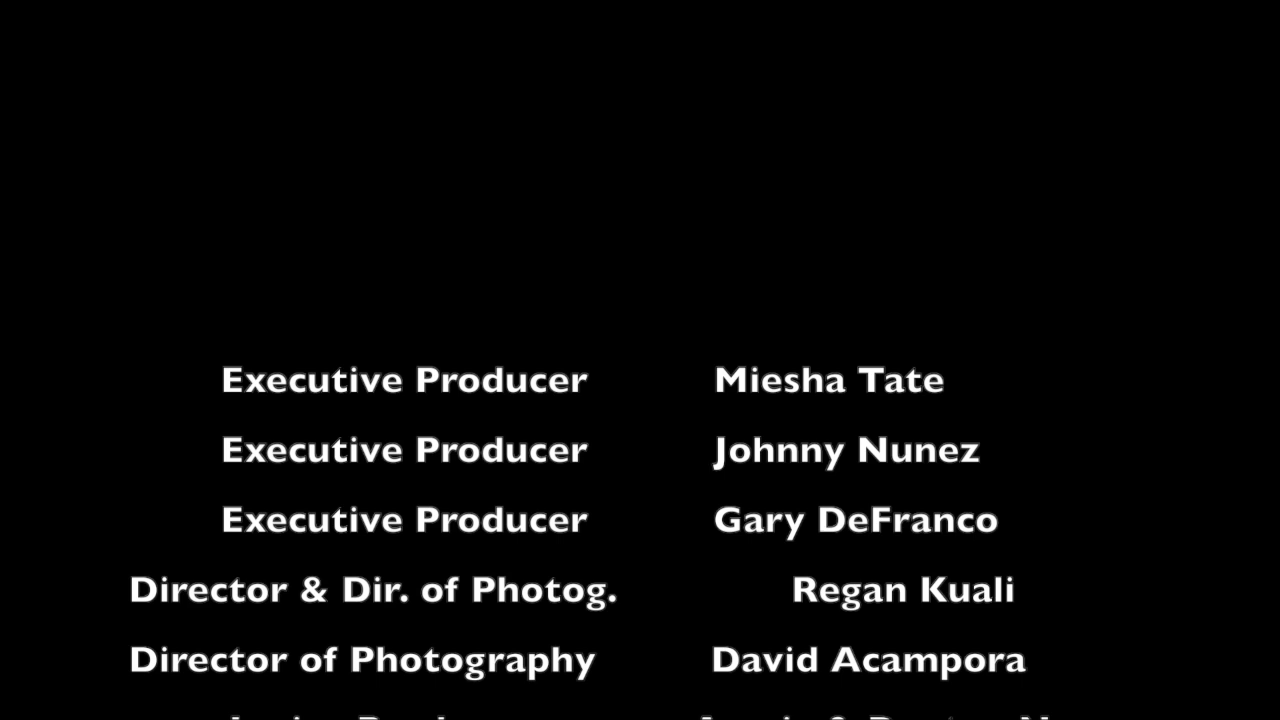 Executive Producer Miesha Tate
Executive Producer Johnny Nunez
Executive Producer Gary DeFranco
Director & Dir. of Photog. Regan Kuali
Director of Photography David Acampora